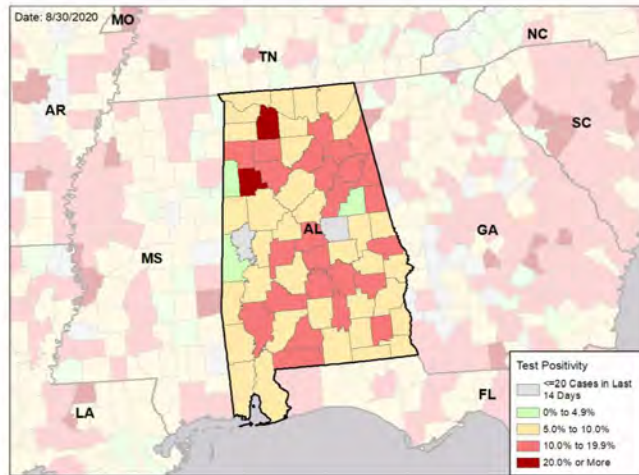 Date: 8/30/2020
MO
NC
TN
AR
SC
AL
MS
GA
LA
FL
Test Positivity
<=20 Cases in Last
14 Days
0% to 4.9%
5.0% to 10.0%
10.0% to 19.9%
20.0% or More